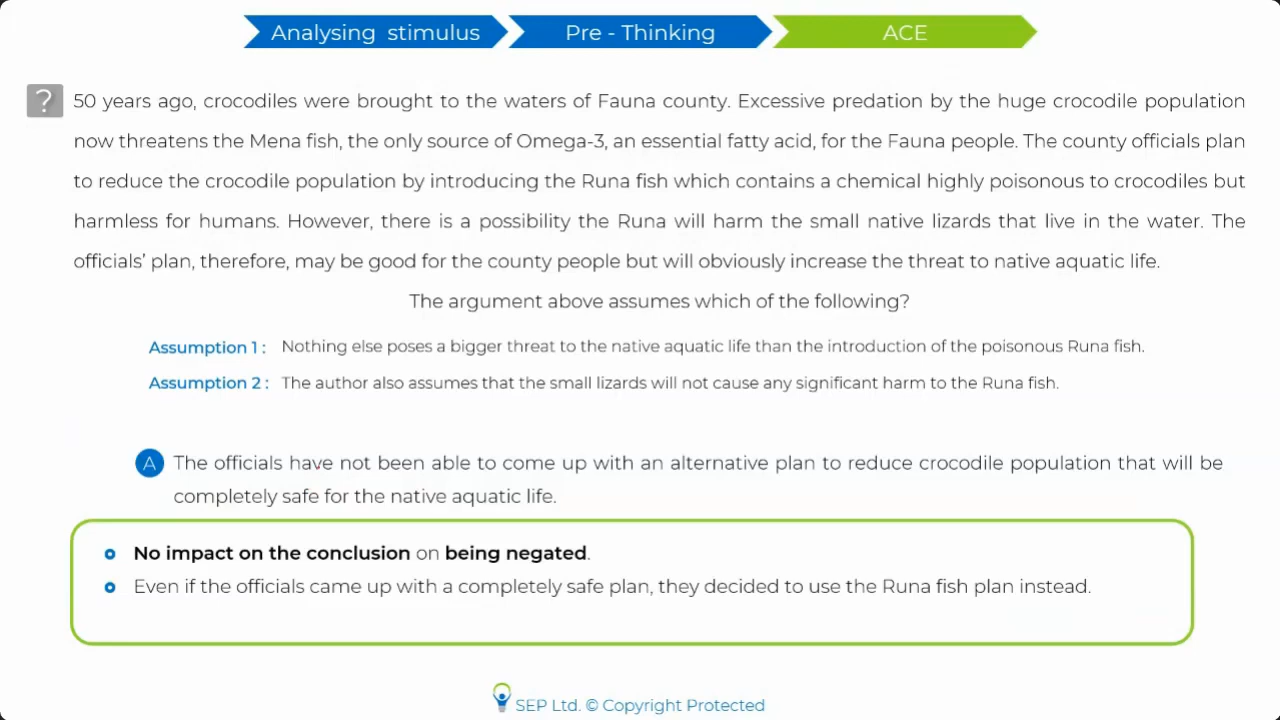 Analysing stimulus
Pre - Thinking
ACE
?
50 years ago, crocodiles were brought to the waters of Fauna county. Excessive predation by the huge crocodile population
now threatens the Mena fish, the only source of Omega-3, an essential fatty acid, for the Fauna people. The county officials plan
to reduce the crocodile population by introducing the Runa fish which contains a chemical highly poisonous to crocodiles but
harmless for humans. However, there is a possibility the Runa will harm the small native lizards that live in the water. The
officials’ plan, therefore, may be good for the county people but will obviously increase the threat to native aquatic life.
The argument above assumes which of the following?
Assumption 1 : Nothing else poses a bigger threat to the native aquatic life than the introduction of the poisonous Runa fish.
Assumption 2 : The author also assumes that the small lizards will not cause any significant harm to the Runa fish.
A The officials have not been able to come up with an alternative plan to reduce crocodile population that will be
completely safe for the native aquatic life.
No impact on the conclusion on being negated.
Even if the officials came up with a completely safe plan, they decided to use the Runa fish plan instead.
SEP Ltd. © Copyright Protected